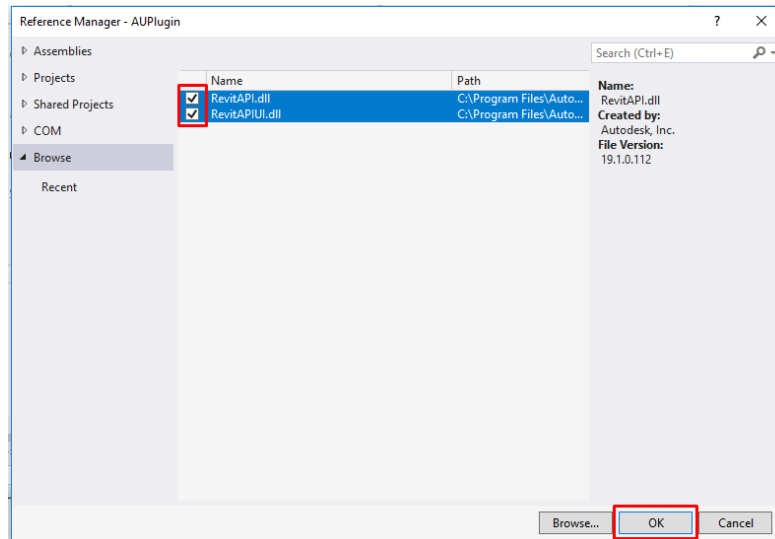 Reference Manager - AUPlugin
?
Assemblies
Search (Ctrl+E)
Projects
Name
Path
Shared Projects
RevitAPI.dll
C:\Program Files\Auto...
RevitAPIUI.dll
C:\Program Files\Auto...
COM
Browse
Recent
Name:
RevitAPI.dll
Created by:
Autodesk, Inc.
File Version:
19.1.0.112
Browse...
OK
Cancel